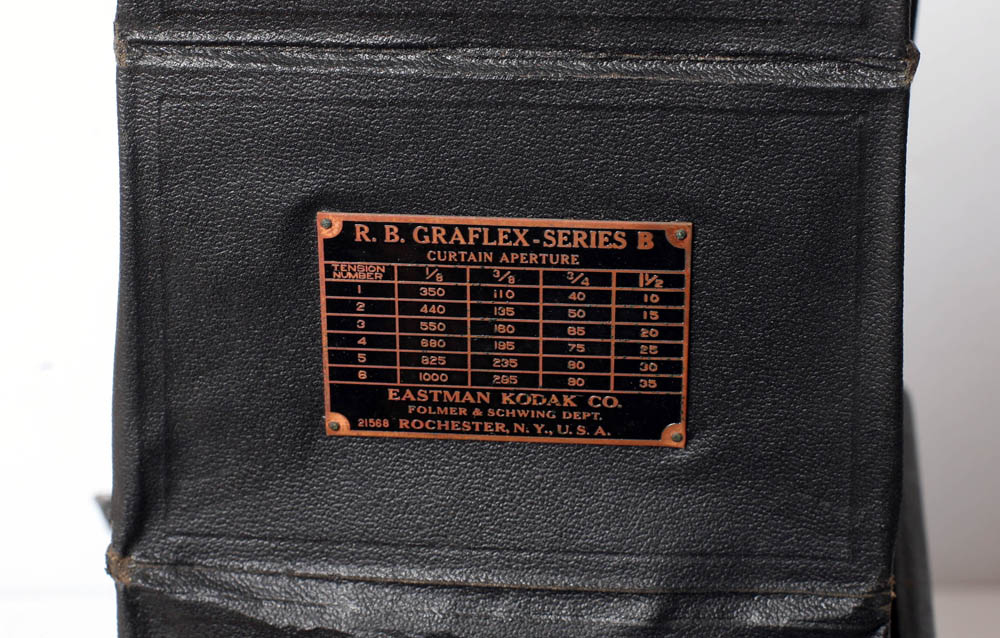 R. B. GRAFLEX-SERIES B
CURTAIN APERTURE
TENSION NUMBER 1/8 3/8 3/4 1 1/2
1 350 110 40 10
2 440 135 50 15
3 550 160 65 20
4 680 195 75 25
5 825 235 80 30
6 1000 265 90 35
EASTMAN KODAK CO.
FOLMER & SCHWING DEPT.
21568 ROCHESTER, N. Y., U. S. A.